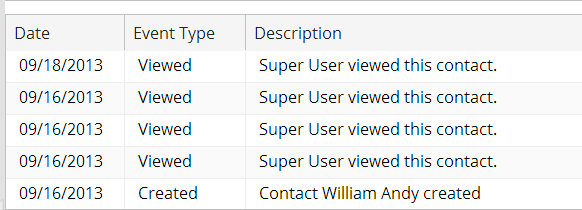 Date Event Type Description
09/18/2013 Viewed Super User viewed this contact.
09/16/2013 Viewed Super User viewed this contact.
09/16/2013 Viewed Super User viewed this contact.
09/16/2013 Viewed Super User viewed this contact.
09/16/2013 Created Contact William Andy created